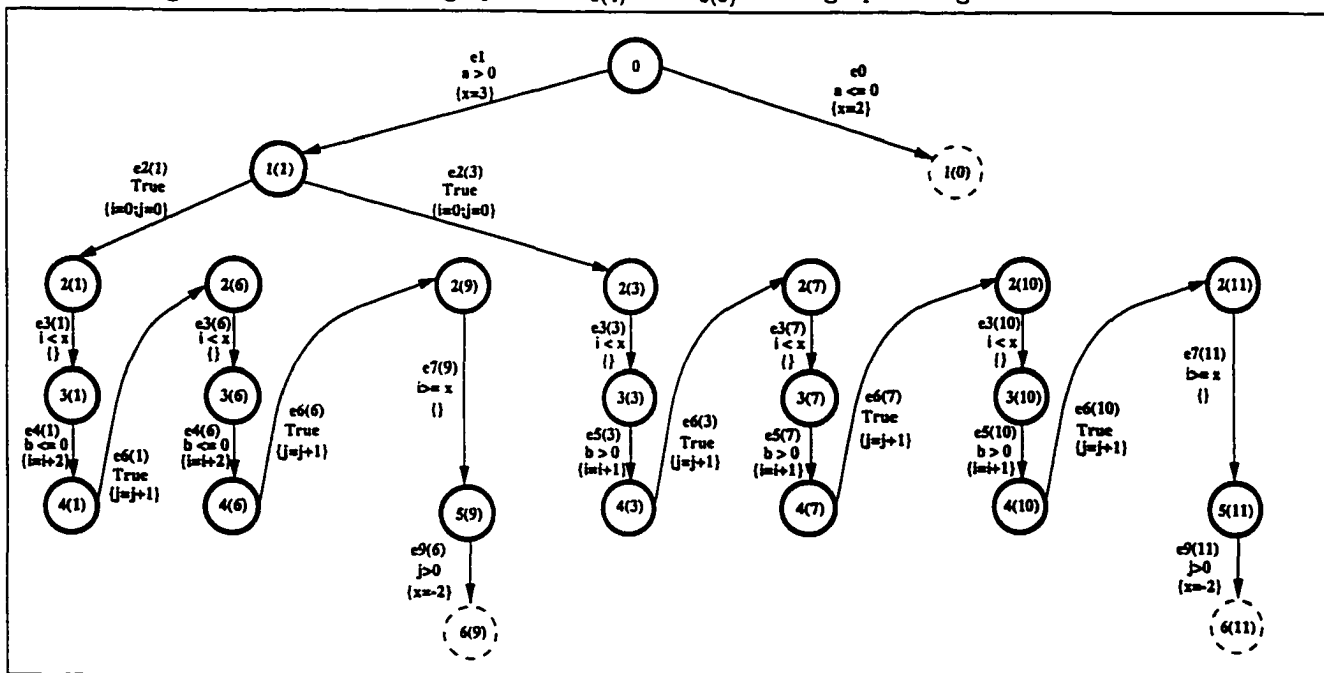 e1
a > 0
{x=3}
0
e0
a <= 0
{x=2}
1(1)
1(0)
e2(1)
True
{i=0;j=0}
e2(3)
True
{i=0;j=0}
2(1)
2(6)
2(9)
2(3)
2(7)
2(10)
2(11)
e3(1)
i < x
{}
e3(6)
i < x
{}
e7(9)
i>= x
{}
e3(3)
i < x
{}
e3(7)
i < x
{}
e3(10)
i < x
{}
e7(11)
i>= x
{}
3(1)
3(6)
3(3)
3(7)
3(10)
e4(1)
b <= 0
{i=i+2}
e6(1)
True
{j=j+1}
e4(6)
b <= 0
{i=i+2}
e6(6)
True
{j=j+1}
e5(3)
b > 0
{i=i+1}
e6(3)
True
{j=j+1}
e5(7)
b > 0
{i=i+1}
e6(7)
True
{j=j+1}
e5(10)
b > 0
{i=i+1}
e6(10)
True
{j=j+1}
4(1)
4(6)
5(9)
4(3)
4(7)
4(10)
5(11)
e9(6)
j>0
{x=-2}
e9(11)
j>0
{x=-2}
6(9)
6(11)